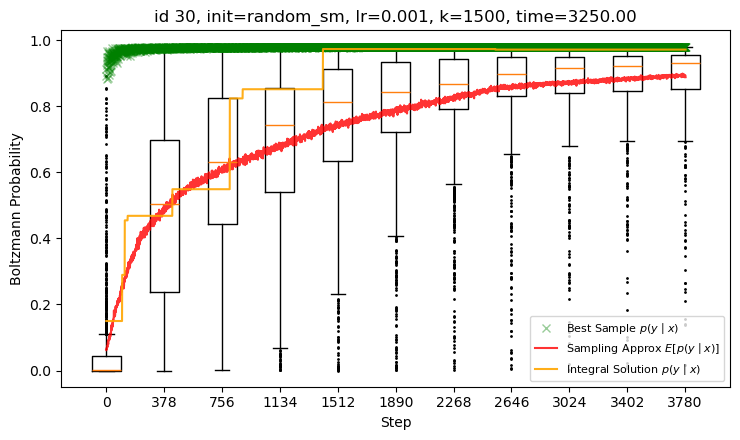 id 30, init=random_sm, lr=0.001, k=1500, time=3250.00
Boltzmann Probability
1.0
0.8
0.6
0.4
0.2
0.0
Best Sample p(y | x)
Sampling Approx E[p(y | x)]
Integral Solution p(y | x)
0 378 756 1134 1512 1890 2268 2646 3024 3402 3780
Step